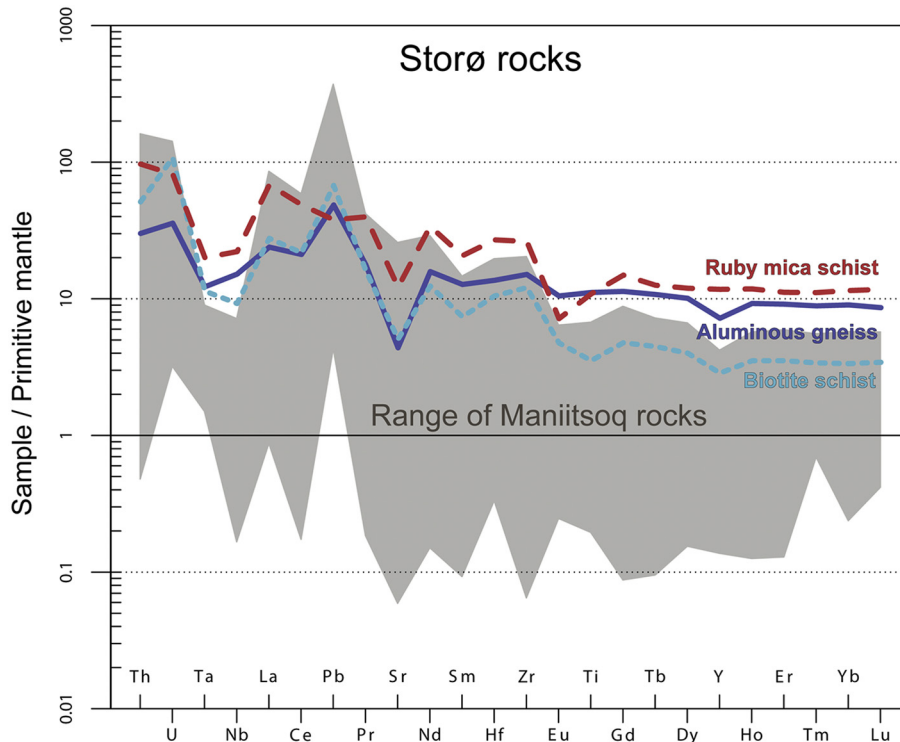 Storø rocks
1000
100
10
1
0.1
0.01
Sample / Primitive mantle
Ruby mica schist
Aluminous gneiss
Biotite schist
Range of Maniitsoq rocks
Th Ta La Pb Sr Sm Zr Ti Tb Y Er Yb
U Nb Ce Pr Nd Hf Eu Gd Dy Ho Tm Lu